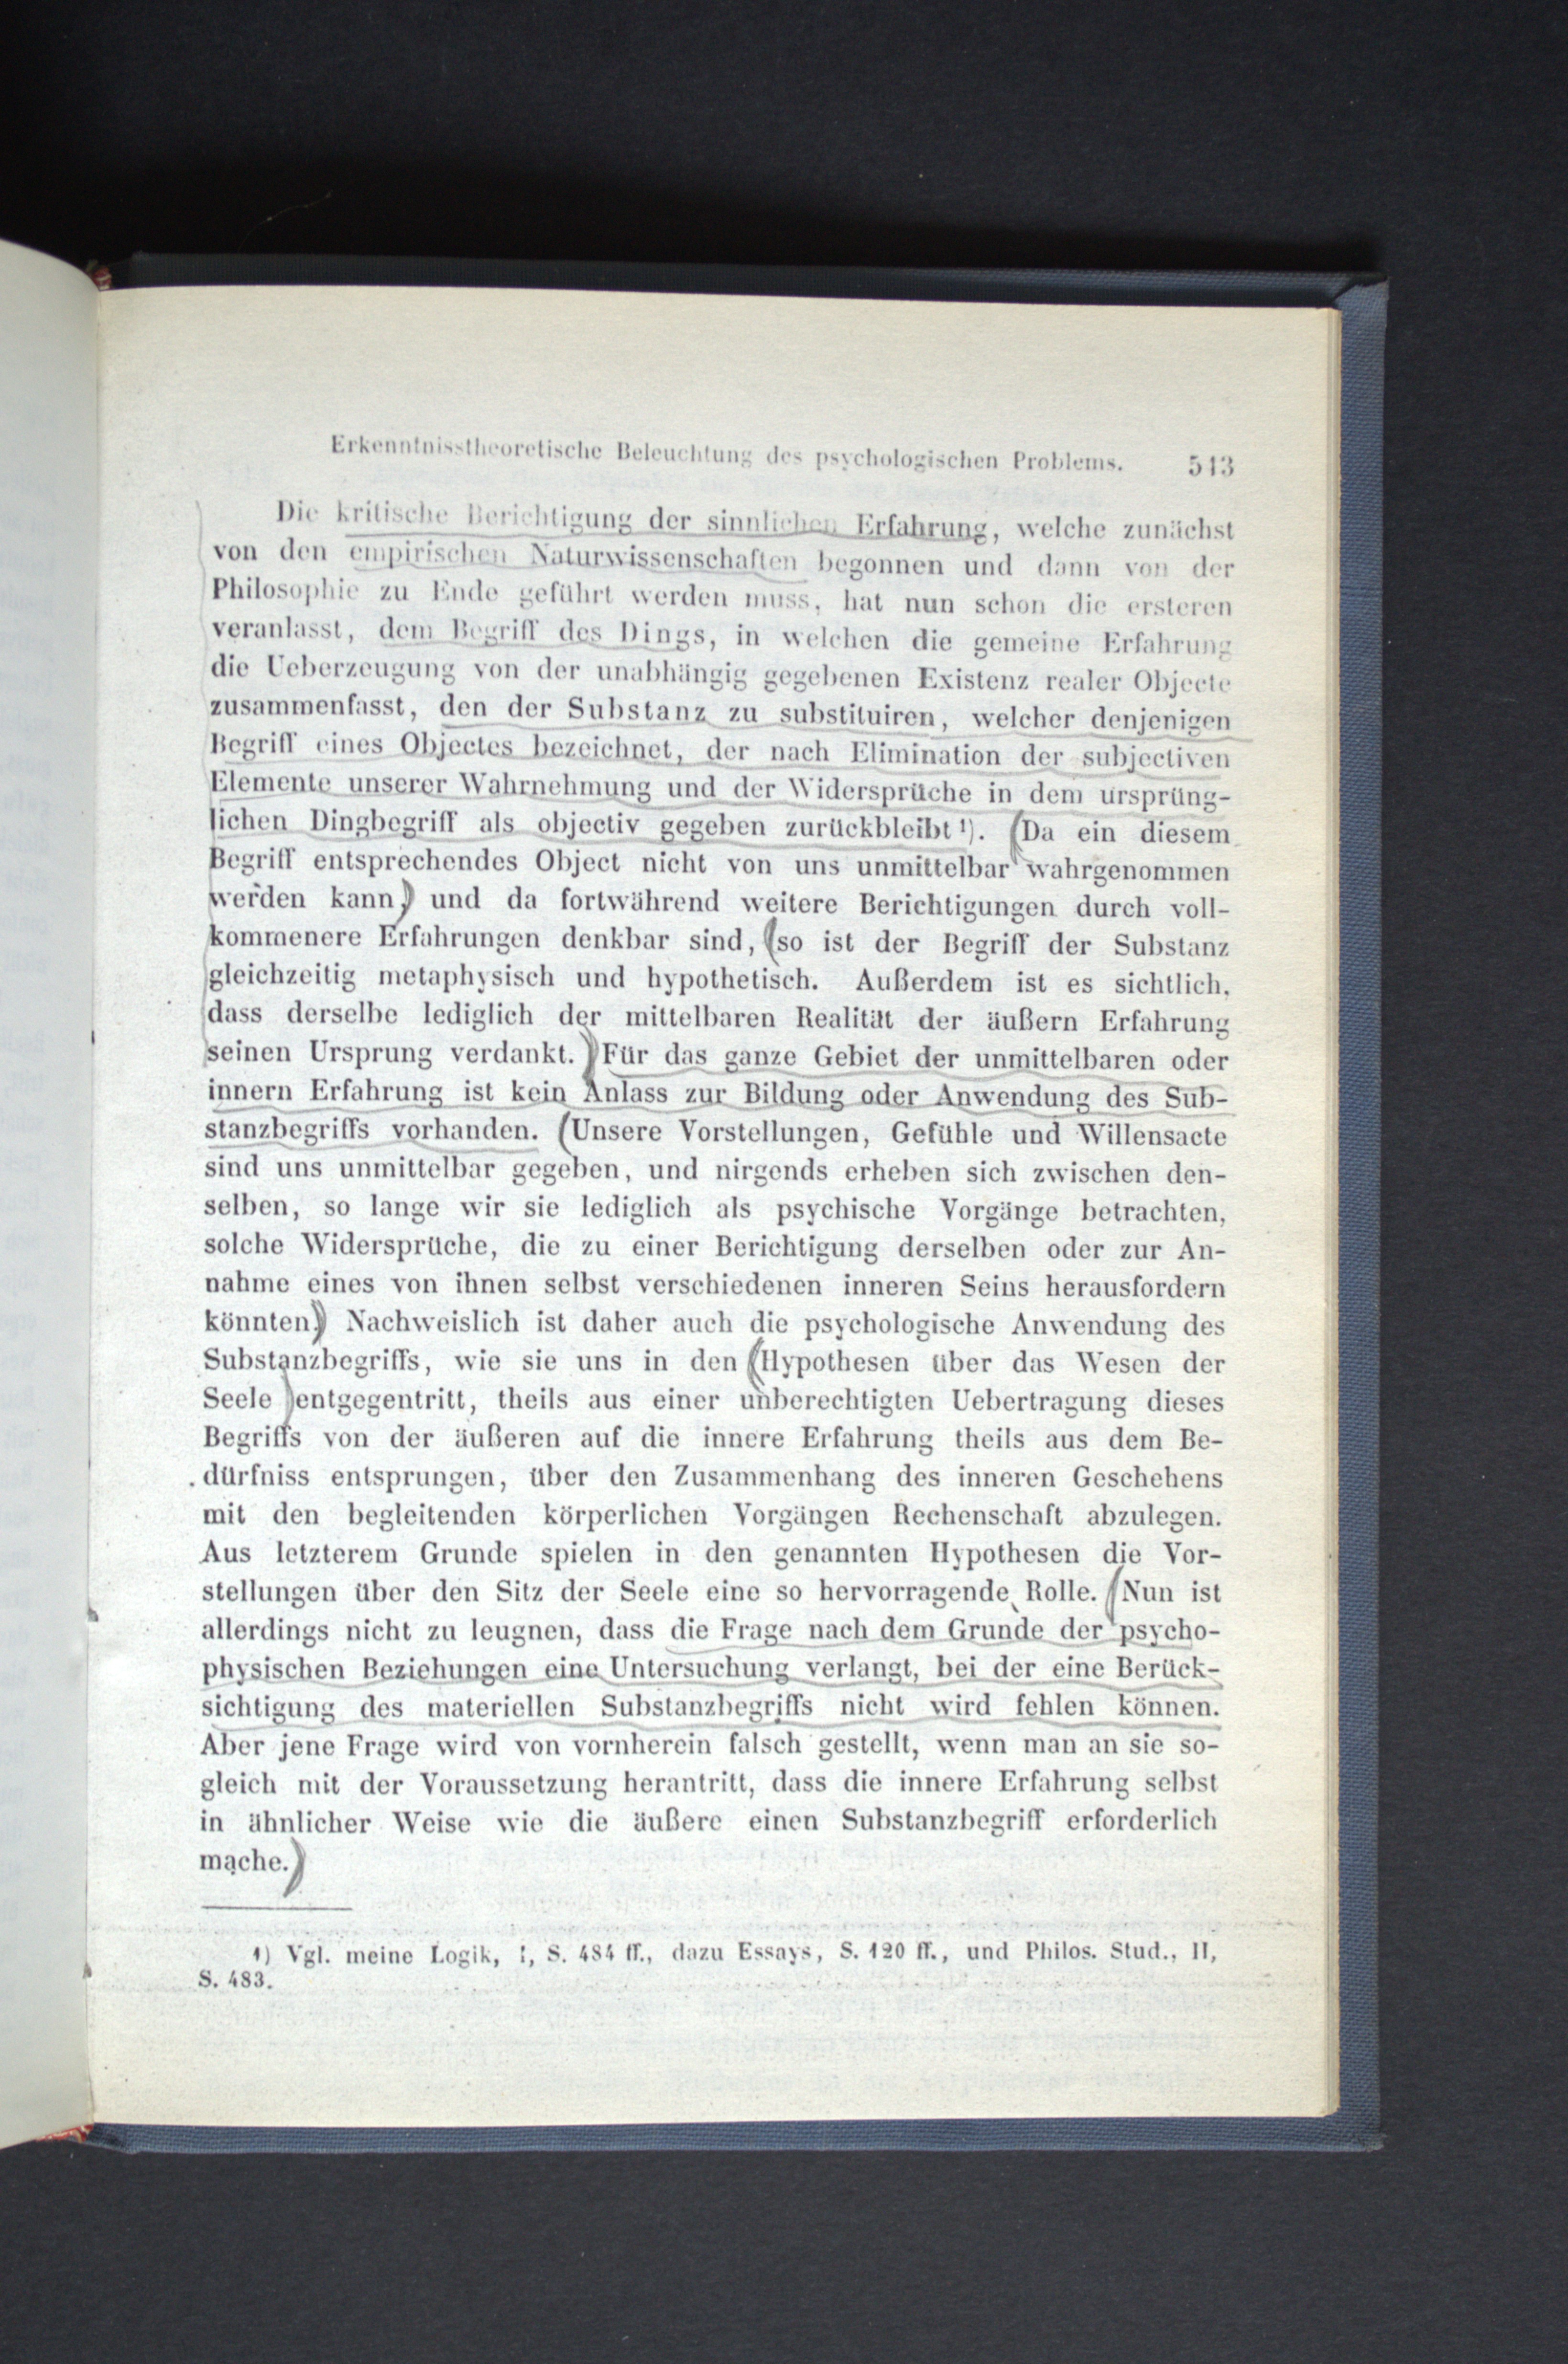 Erkenntnisstheoretische Beleuchtung des psychologischen Problems. 543
Die kritische Berichtigung der sinnlichen Erfahrung, welche zunächst
von den empirischen Naturwissenschaften begonnen und dann von der
Philosophie zu Ende geführt werden muss, hat nun schon die ersteren
veranlasst, dem Begriff des Dings, in welchen die gemeine Erfahrung
die Ueberzeugung von der unabhängig gegebenen Existenz realer Objecte
zusammenfasst, den der Substanz zu substituiren, welcher denjenigen
Begriff eines Objectes bezeichnet, der nach Elimination der subjectiven
Elemente unserer Wahrnehmung und der Widersprüche in dem ursprüng-
lichen Dingbegriff als objectiv gegeben zurückbleibt 1). (Da ein diesem
Begriff entsprechendes Object nicht von uns unmittelbar wahrgenommen
werden kann,) und da fortwährend weitere Berichtigungen durch voll-
kommenere Erfahrungen denkbar sind, (so ist der Begriff der Substanz
gleichzeitig metaphysisch und hypothetisch. Außerdem ist es sichtlich,
dass derselbe lediglich der mittelbaren Realität der äußern Erfahrung
seinen Ursprung verdankt.) Für das ganze Gebiet der unmittelbaren oder
innern Erfahrung ist kein Anlass zur Bildung oder Anwendung des Sub-
stanzbegriffs vorhanden. (Unsere Vorstellungen, Gefühle und Willensacte
sind uns unmittelbar gegeben, und nirgends erheben sich zwischen den-
selben, so lange wir sie lediglich als psychische Vorgänge betrachten,
solche Widersprüche, die zu einer Berichtigung derselben oder zur An-
nahme eines von ihnen selbst verschiedenen inneren Seins herausfordern
könnten.) Nachweislich ist daher auch die psychologische Anwendung des
Substanzbegriffs, wie sie uns in den (Hypothesen über das Wesen der
Seele) entgegentritt, theils aus einer unberechtigten Uebertragung dieses
Begriffs von der äußeren auf die innere Erfahrung theils aus dem Be-
dürfniss entsprungen, über den Zusammenhang des inneren Geschehens
mit den begleitenden körperlichen Vorgängen Rechenschaft abzulegen.
Aus letzterem Grunde spielen in den genannten Hypothesen die Vor-
stellungen über den Sitz der Seele eine so hervorragende Rolle. (Nun ist
allerdings nicht zu leugnen, dass die Frage nach dem Grunde der psycho-
physischen Beziehungen eine Untersuchung verlangt, bei der eine Berück-
sichtigung des materiellen Substanzbegriffs nicht wird fehlen können.
Aber jene Frage wird von vornherein falsch gestellt, wenn man an sie so-
gleich mit der Voraussetzung herantritt, dass die innere Erfahrung selbst
in ähnlicher Weise wie die äußere einen Substanzbegriff erforderlich
mache.)
1) Vgl. meine Logik, I, S. 484 ff., dazu Essays, S. 120 ff., und Philos. Stud., II,
S. 483.